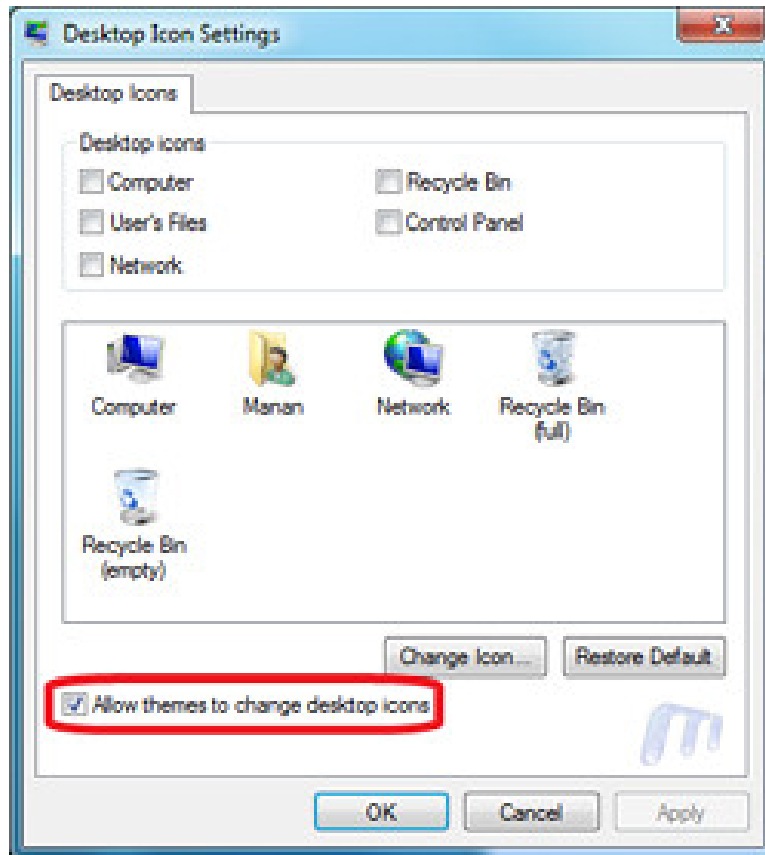 Desktop Icon Settings
Desktop Icons
Desktop icons
Computer
Recycle Bin
User's Files
Control Panel
Network
Computer
Manan
Network
Recycle Bin
(full)
Recycle Bin
(empty)
Change Icon...
Restore Default
Allow themes to change desktop icons
OK
Cancel
Apply